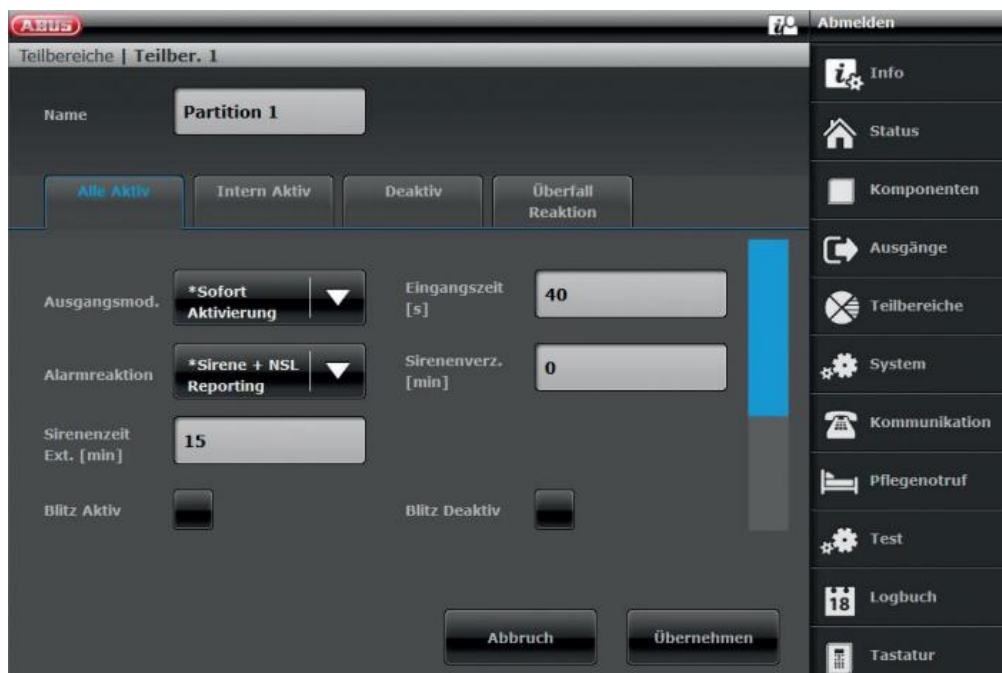 ABUS
Abmelden
Teilbereiche | Teilber. 1
Name
Partition 1
Alle Aktiv
Intern Aktiv
Deaktiv
Überfall
Reaktion
Ausgangsmod.
*Sofort
Aktivierung
Eingangszeit
[s]
40
Alarmreaktion
*Sirene + NSL
Reporting
Sirenenverz.
[min]
0
Sirenenzeit
Ext. [min]
15
Blitz Aktiv
Blitz Deaktiv
Abbruch
Übernehmen
Info
Status
Komponenten
Ausgänge
Teilbereiche
System
Kommunikation
Pflegenotruf
Test
18
Logbuch
Tastatur